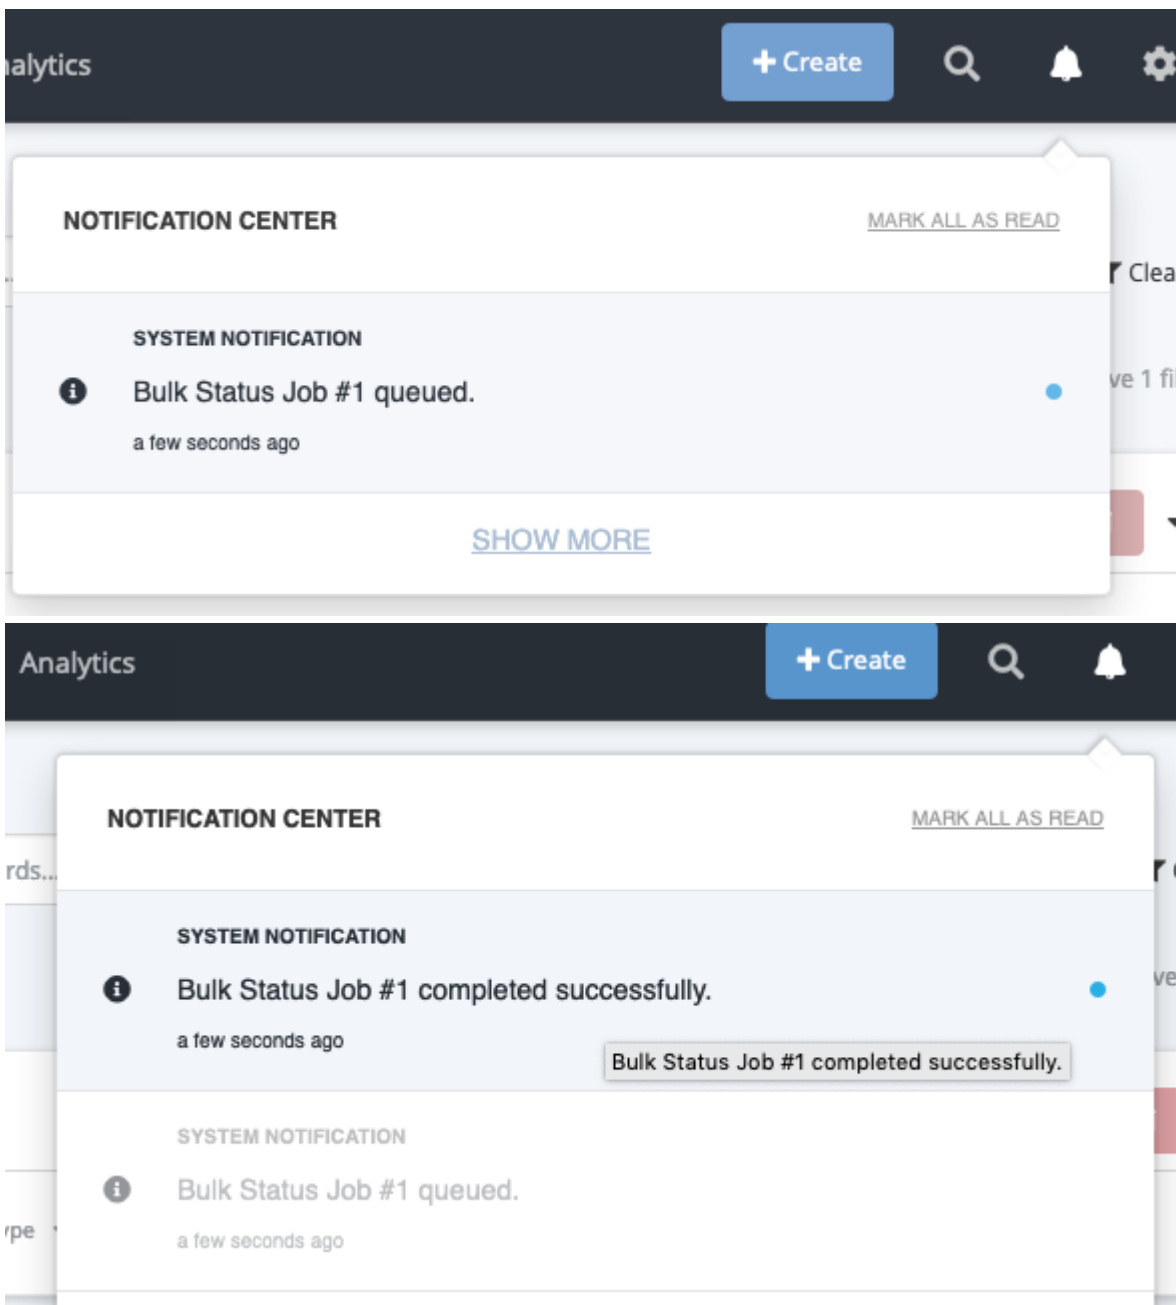 nalytics
Create
NOTIFICATION CENTER
MARK ALL AS READ
Clea
SYSTEM NOTIFICATION
Bulk Status Job #1 queued.
ve 1 fi
a few seconds ago
SHOW MORE
Analytics
Create
NOTIFICATION CENTER
MARK ALL AS READ
rds...
SYSTEM NOTIFICATION
Bulk Status Job #1 completed successfully.
ve
a few seconds ago
Bulk Status Job #1 completed successfully.
SYSTEM NOTIFICATION
Bulk Status Job #1 queued.
ype
a few seconds ago